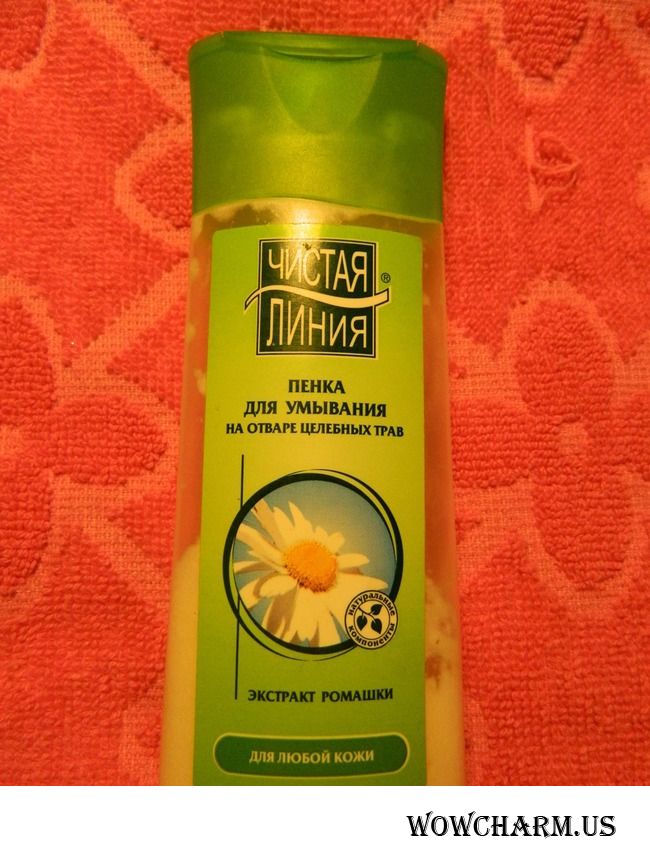 ЧИСТАЯ®
ЛИНИЯ
ПЕНКА
ДЛЯ УМЫВАНИЯ
НА ОТВАРЕ ЦЕЛЕБНЫХ ТРАВ
натуральные
компоненты
ЭКСТРАКТ РОМАШКИ
ДЛЯ ЛЮБОЙ КОЖИ
WOWCHARM.US